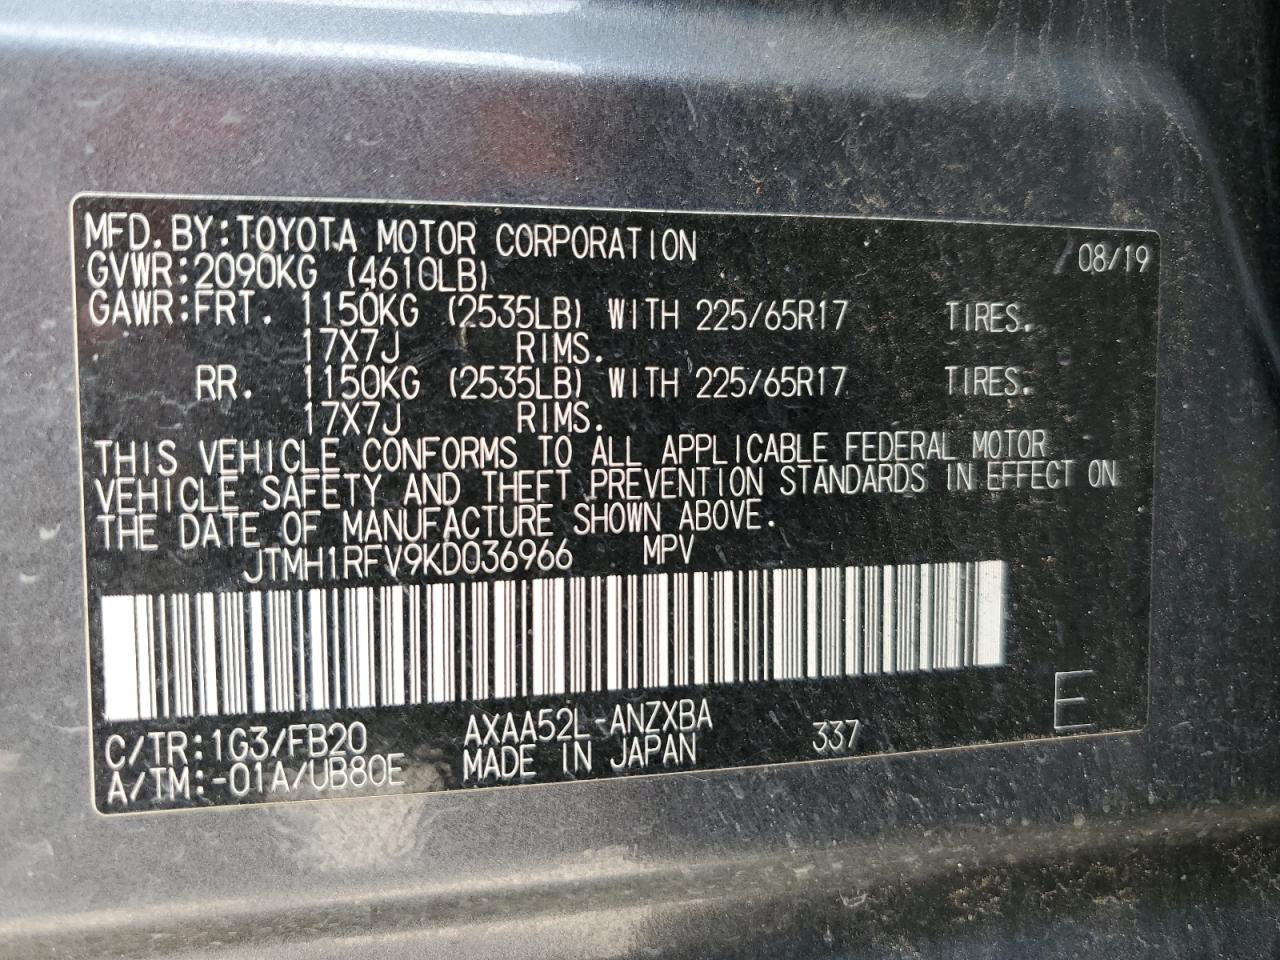 MFD.BY:TOYOTA MOTOR CORPORATION 08/19
GVWR:2090KG (4610LB)
GAWR:FRT. 1150KG (2535LB) WITH 225/65R17 TIRES.
17X7J RIMS.
RR. 1150KG (2535LB) WITH 225/65R17 TIRES.
17X7J RIMS.
THIS VEHICLE CONFORMS TO ALL APPLICABLE FEDERAL MOTOR
VEHICLE SAFETY AND THEFT PREVENTION STANDARDS IN EFFECT ON
THE DATE OF MANUFACTURE SHOWN ABOVE.
JTMH1RFV9KD036966 MPV
C/TR:1G3/FB20 AXAA52L-ANZXBA 337 E
A/TM:-01A/UB80E MADE IN JAPAN